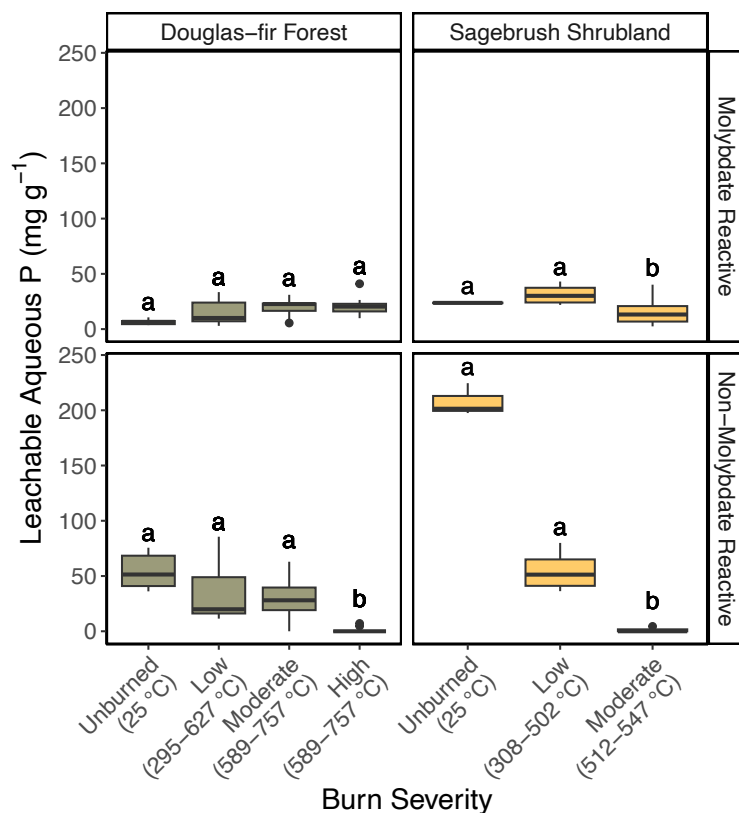 Douglas−fir Forest
Sagebrush Shrubland
Leachable Aqueous P (mg g⁻¹)
250
200
150
100
50
0
a
a
a
a
a
a
b
Molybdate Reactive
250
200
150
100
50
0
a
a
a
b
a
a
b
Non−Molybdate Reactive
Unburned
(25 °C)
Low
(295−627 °C)
Moderate
(589−757 °C)
High
(589−757 °C)
Unburned
(25 °C)
Low
(308−502 °C)
Moderate
(512−547 °C)
Burn Severity